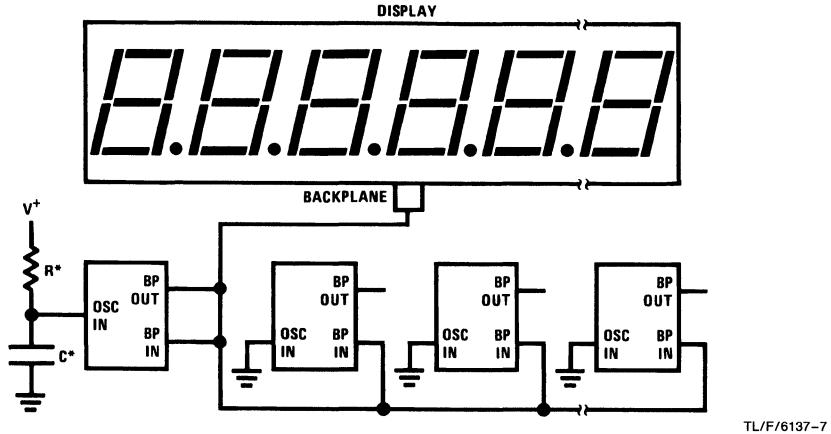 DISPLAY
BACKPLANE
V+
R*
C*
OSC
IN
BP
OUT
BP
IN
BP
OUT
OSC
IN
BP
IN
BP
OUT
OSC
IN
BP
IN
BP
OUT
OSC
IN
BP
IN
TL/F/6137-7